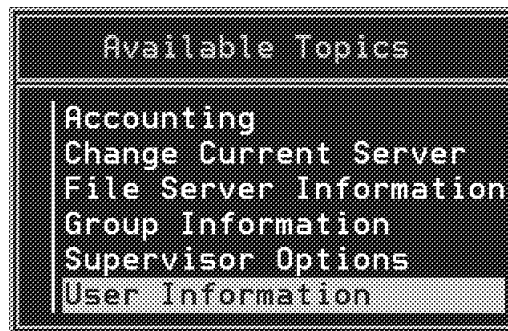 Available Topics
Accounting
Change Current Server
File Server Information
Group Information
Supervisor Options
User Information